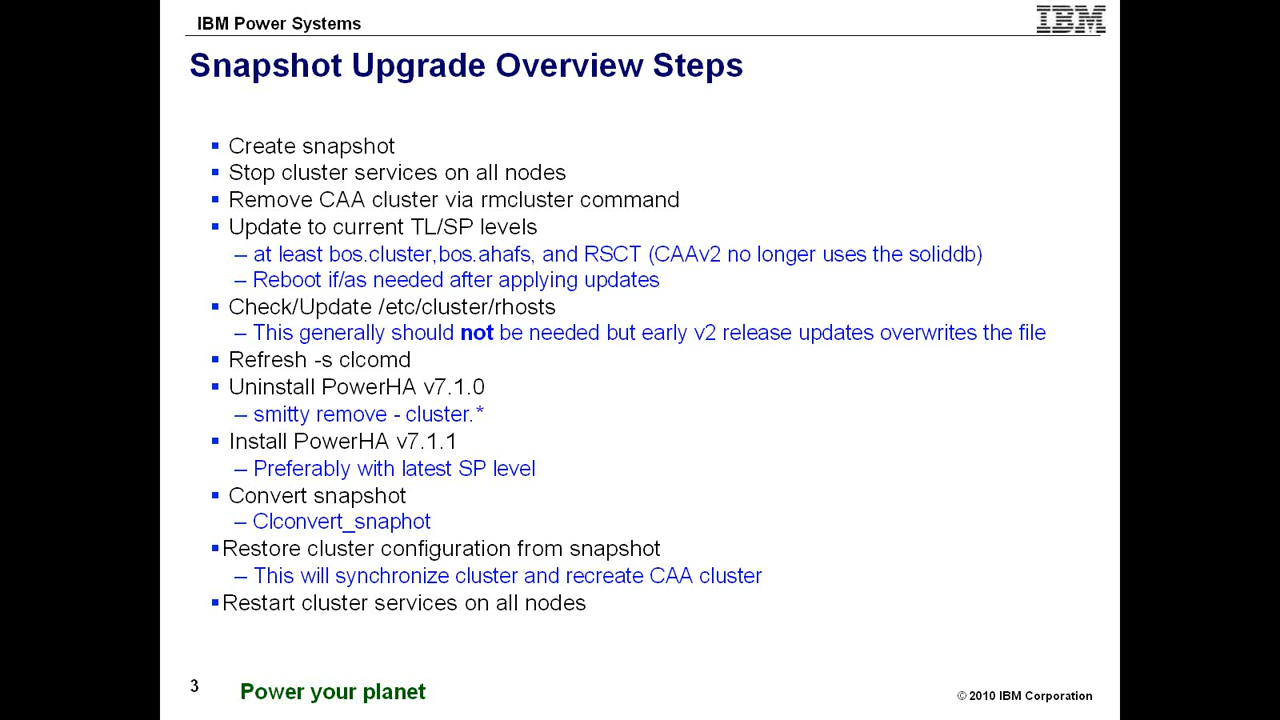 IBM Power Systems
IBM
Snapshot Upgrade Overview Steps
▪ Create snapshot
▪ Stop cluster services on all nodes
▪ Remove CAA cluster via rmcluster command
▪ Update to current TL/SP levels
– at least bos.cluster,bos.ahafs, and RSCT (CAAv2 no longer uses the soliddb)
– Reboot if/as needed after applying updates
▪ Check/Update /etc/cluster/rhosts
– This generally should not be needed but early v2 release updates overwrites the file
▪ Refresh -s clcomd
▪ Uninstall PowerHA v7.1.0
– smitty remove - cluster.*
▪ Install PowerHA v7.1.1
– Preferably with latest SP level
▪ Convert snapshot
– Clconvert_snaphot
▪Restore cluster configuration from snapshot
– This will synchronize cluster and recreate CAA cluster
▪Restart cluster services on all nodes
3
Power your planet
© 2010 IBM Corporation